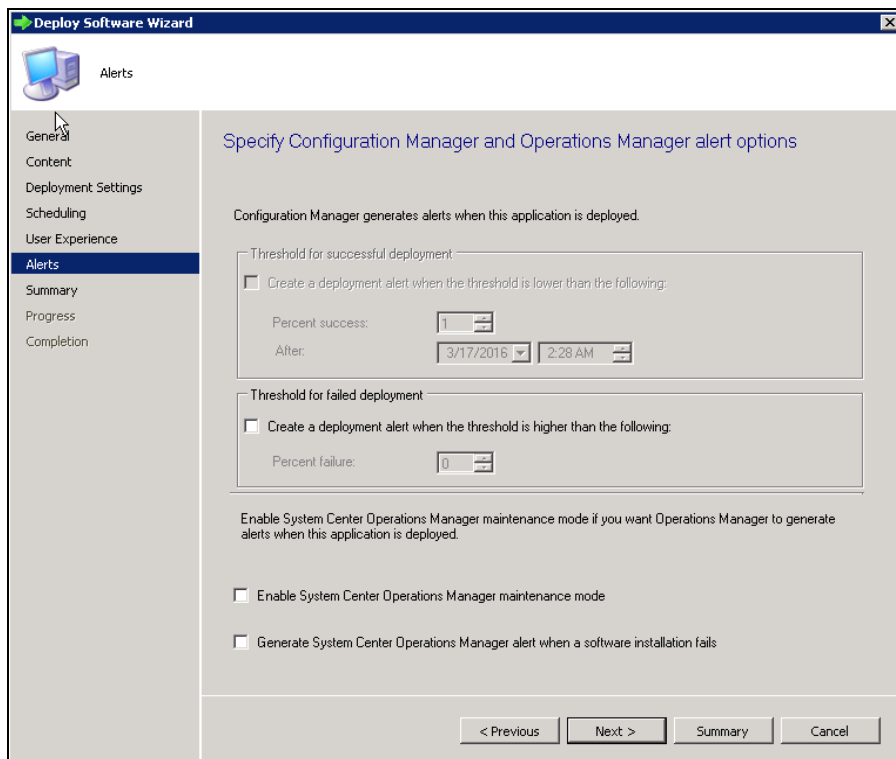 Deploy Software Wizard
Alerts
General
Content
Deployment Settings
Scheduling
User Experience
Alerts
Summary
Progress
Completion
Specify Configuration Manager and Operations Manager alert options
Configuration Manager generates alerts when this application is deployed.
Threshold for successful deployment
Create a deployment alert when the threshold is lower than the following:
Percent success: 1
After: 3/17/2016 2:28 AM
Threshold for failed deployment
Create a deployment alert when the threshold is higher than the following:
Percent failure: 0
Enable System Center Operations Manager maintenance mode if you want Operations Manager to generate
alerts when this application is deployed.
Enable System Center Operations Manager maintenance mode
Generate System Center Operations Manager alert when a software installation fails
< Previous Next > Summary Cancel